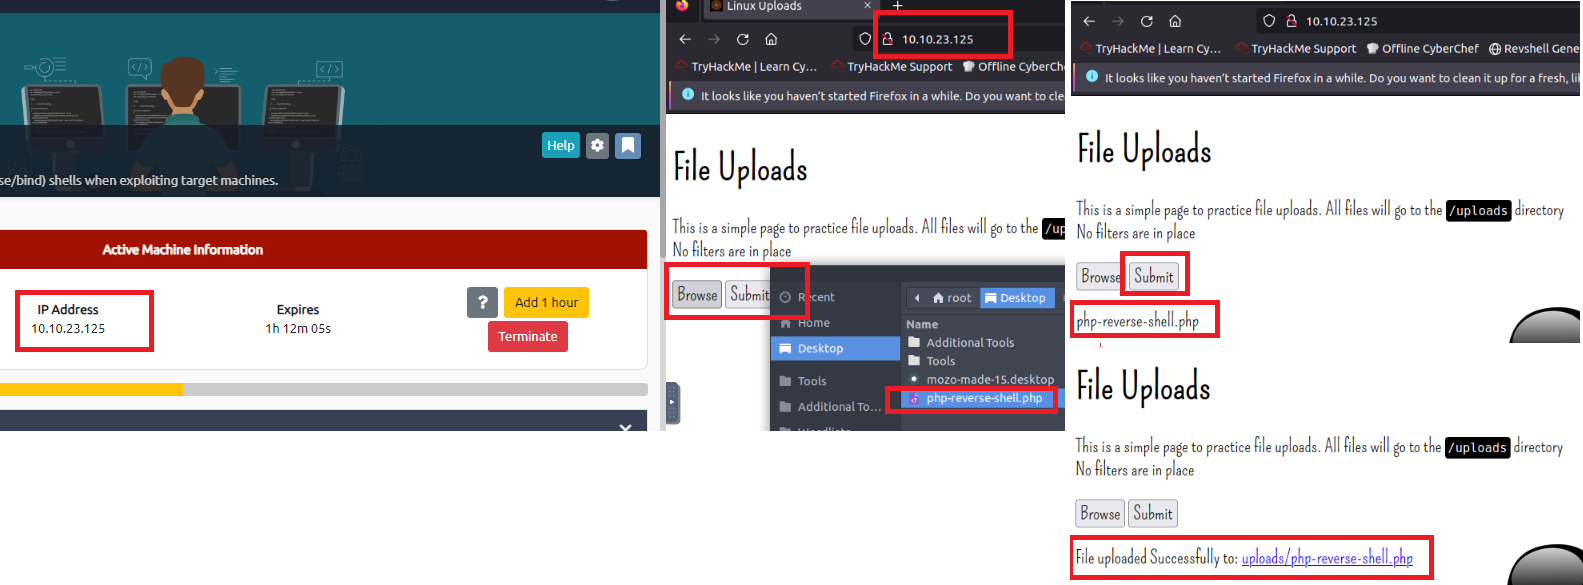 Help
se/bind) shells when exploiting target machines.
Active Machine Information
IP Address
10.10.23.125
Expires
1h 12m 05s
?
Add 1 hour
Terminate
Linux Uploads
10.10.23.125
TryHackMe | Learn Cy...
TryHackMe Support
Offline CyberChe
It looks like you haven't started Firefox in a while. Do you want to cle
File Uploads
This is a simple page to practice file uploads. All files will go to the /up
No filters are in place
Browse
Submit
Recent
Home
Desktop
Tools
Additional To...
root
Desktop
Name
Additional Tools
Tools
mozo-made-15.desktop
php-reverse-shell.php
10.10.23.125
TryHackMe | Learn Cy...
TryHackMe Support
Offline CyberChef
Revshell Gene
It looks like you haven't started Firefox in a while. Do you want to clean it up for a fresh, lik
File Uploads
This is a simple page to practice file uploads. All files will go to the /uploads directory
No filters are in place
Browse
Submit
php-reverse-shell.php
File Uploads
This is a simple page to practice file uploads. All files will go to the /uploads directory
No filters are in place
Browse
Submit
File uploaded Successfully to: uploads/php-reverse-shell.php